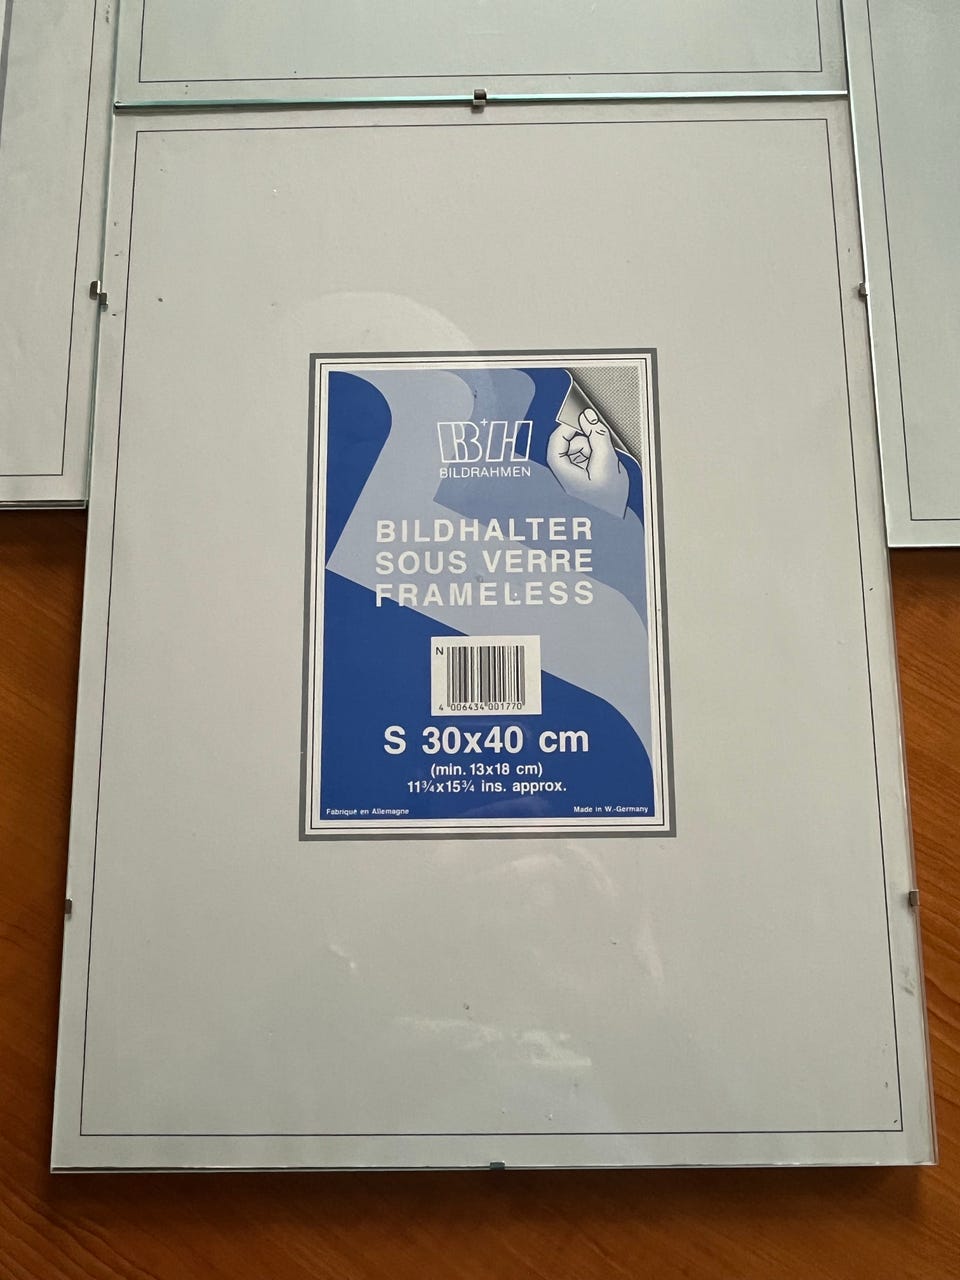 B+H
BILDRAHMEN
BILDHALTER
SOUS VERRE
FRAMELESS
N
4 006434 001770
S 30x40 cm
(min. 13x18 cm)
11¾x15¾ ins. approx.
Fabriqué en Allemagne Made in W.-Germany